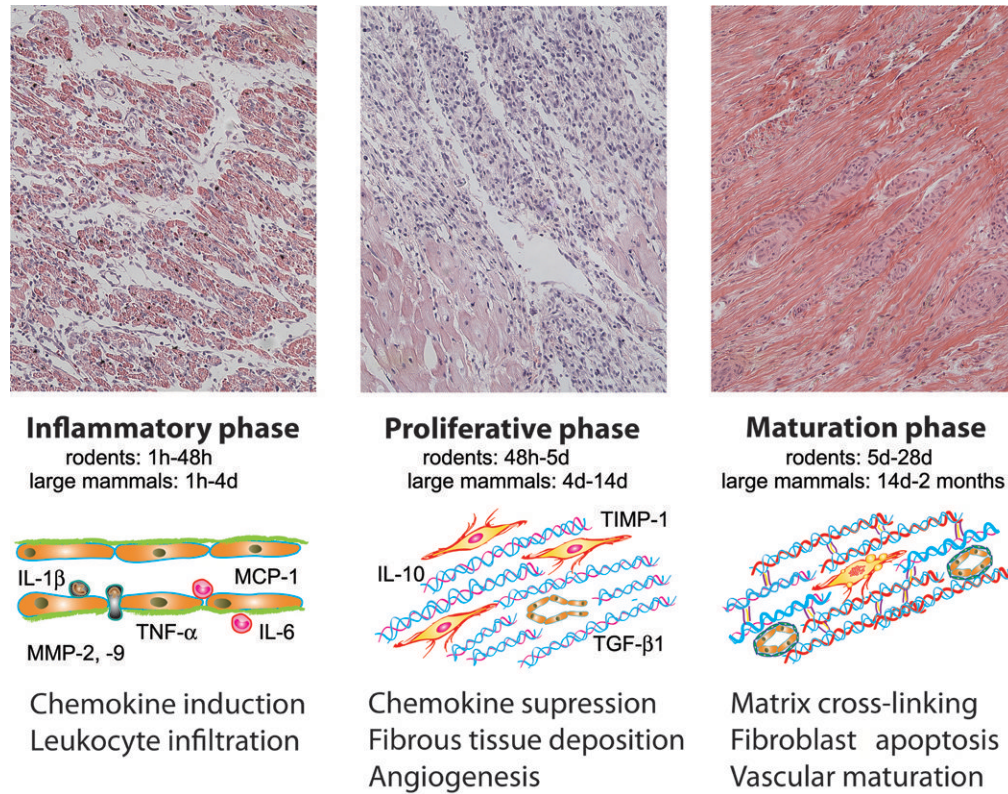 Inflammatory phase
rodents: 1h-48h
large mammals: 1h-4d
IL-1β
MCP-1
TNF-α
IL-6
MMP-2, -9
Chemokine induction
Leukocyte infiltration
Proliferative phase
rodents: 48h-5d
large mammals: 4d-14d
TIMP-1
IL-10
TGF-β1
Chemokine supression
Fibrous tissue deposition
Angiogenesis
Maturation phase
rodents: 5d-28d
large mammals: 14d-2 months
Matrix cross-linking
Fibroblast apoptosis
Vascular maturation